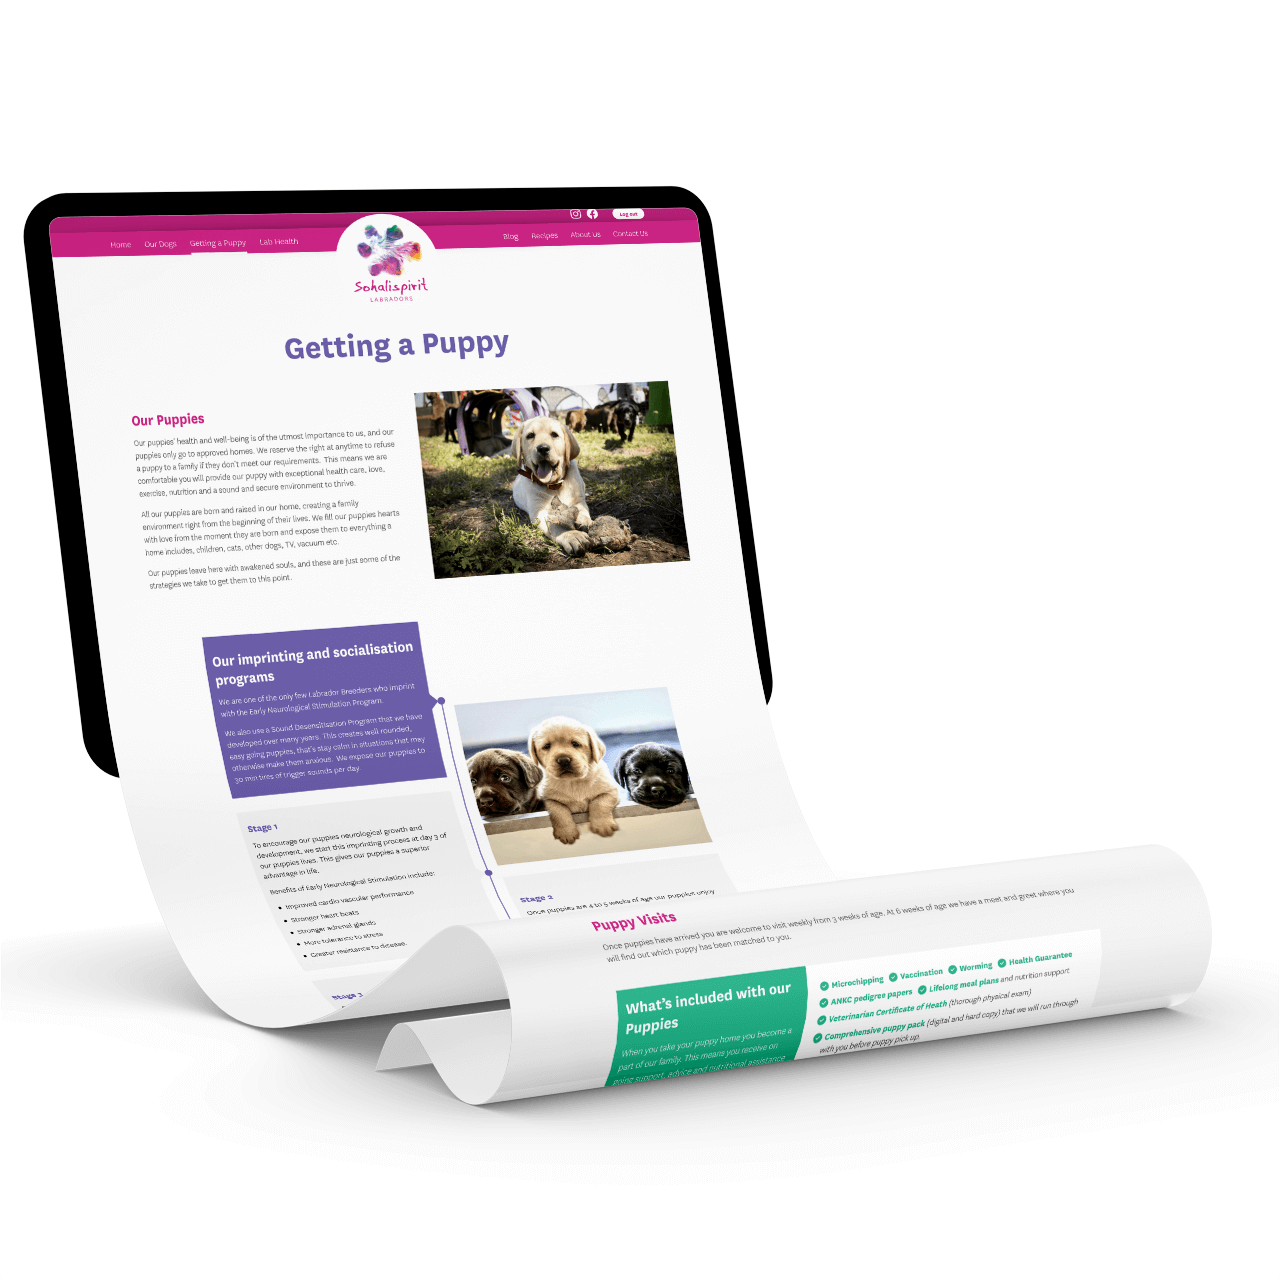 Log out
Home Our Dogs Getting a Puppy Lab Health
Blog Recipes About us Contact Us
Sohalispirit
LABRADORS
Getting a Puppy
Our Puppies
Our puppies' health and well-being is of the utmost importance to us, and our
puppies only go to approved homes. We reserve the right at anytime to refuse
a puppy to a family if they don't meet our requirements. This means we are
comfortable you will provide our puppy with exceptional health care, love,
exercise, nutrition and a sound and secure environment to thrive.
All our puppies are born and raised in our home, creating a family
environment right from the beginning of their lives. We fill our puppies hearts
with love from the moment they are born and expose them to everything a
home includes, children, cats, other dogs, TV, vacuum etc.
Our puppies leave here with awakened souls, and these are just some of the
strategies we take to get them to this point.
Our imprinting and socialisation
programs
We are one of the only few Labrador Breeders who imprint
with the Early Neurological Stimulation Program.
We also use a Sound Desensitisation Program that we have
developed over many years. This creates well rounded,
easy going puppies, that's stay calm in situations that may
otherwise make them anxious. We expose our puppies to
30 min tires of trigger sounds per day.
Stage 1
To encourage our puppies neurological growth and
development, we start this imprinting process at day 3 of
our puppies lives. This gives our puppies a superior
advantage in life.
Benefits of Early Neurological Stimulation include:
• Improved cardio vascular performance
• Stronger heart beats
• Stronger adrenal glands
• More tolerance to stress
• Greater resistance to disease.
Stage 2
Once puppies are 4 to 5 weeks of age our puppies enjoy
Stage 3
Puppy Visits
Once puppies have arrived you are welcome to visit weekly from 3 weeks of age. At 6 weeks of age we have a meet and greet where you
will find out which puppy has been matched to you.
What's included with our
Puppies
When you take your puppy home you become a
part of our family. This means you receive on
going support, advice and nutritional assistance
Microchipping Vaccination Worming Health Guarantee
ANKC pedigree papers Lifelong meal plans and nutrition support
Veterinarian Certificate of Heath (thorough physical exam)
Comprehensive puppy pack (digital and hard copy) that we will run through
with you before puppy pick up